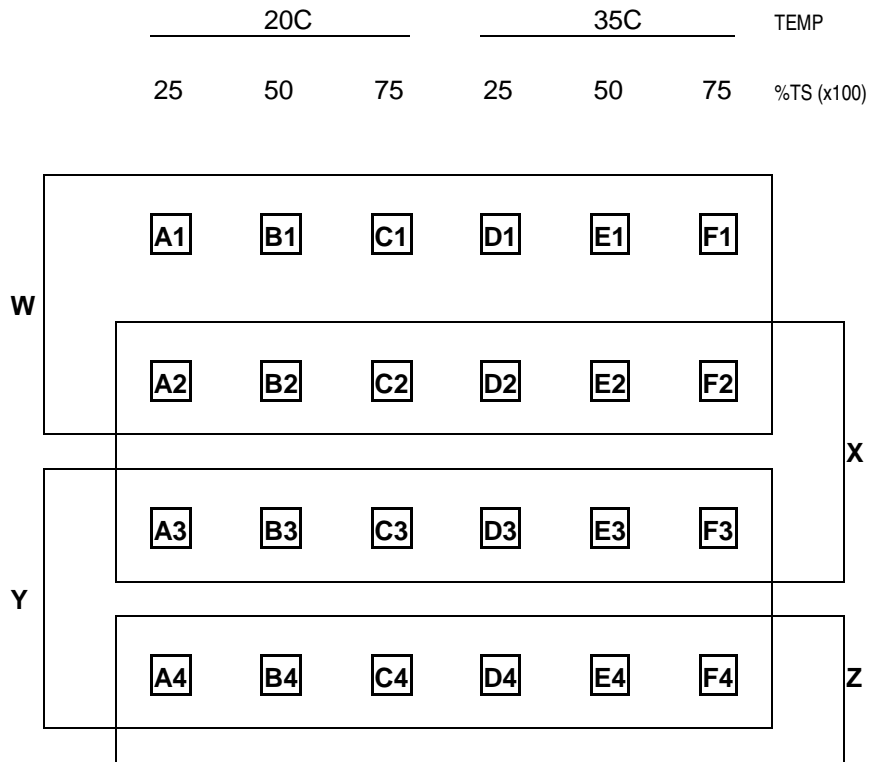 20C 35C TEMP
25 50 75 25 50 75 %TS (x100)
A1 B1 C1 D1 E1 F1
W
A2 B2 C2 D2 E2 F2
X
A3 B3 C3 D3 E3 F3
Y
A4 B4 C4 D4 E4 F4 Z